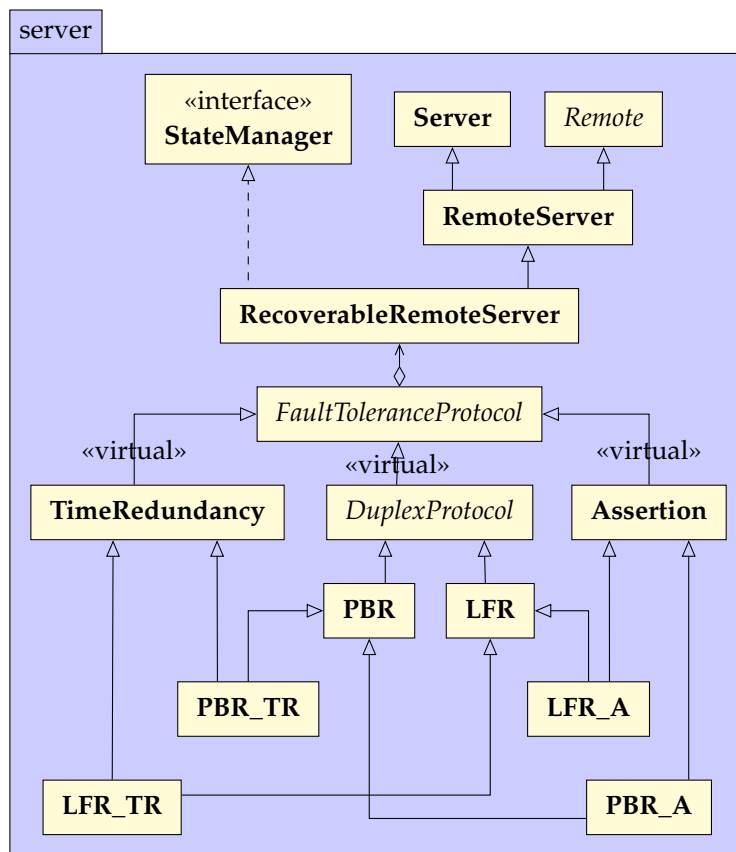 server
«interface»
StateManager
Server
Remote
RemoteServer
RecoverableRemoteServer
FaultToleranceProtocol
«virtual»
«virtual»
«virtual»
TimeRedundancy
DuplexProtocol
Assertion
PBR
LFR
PBR_TR
LFR_A
LFR_TR
PBR_A